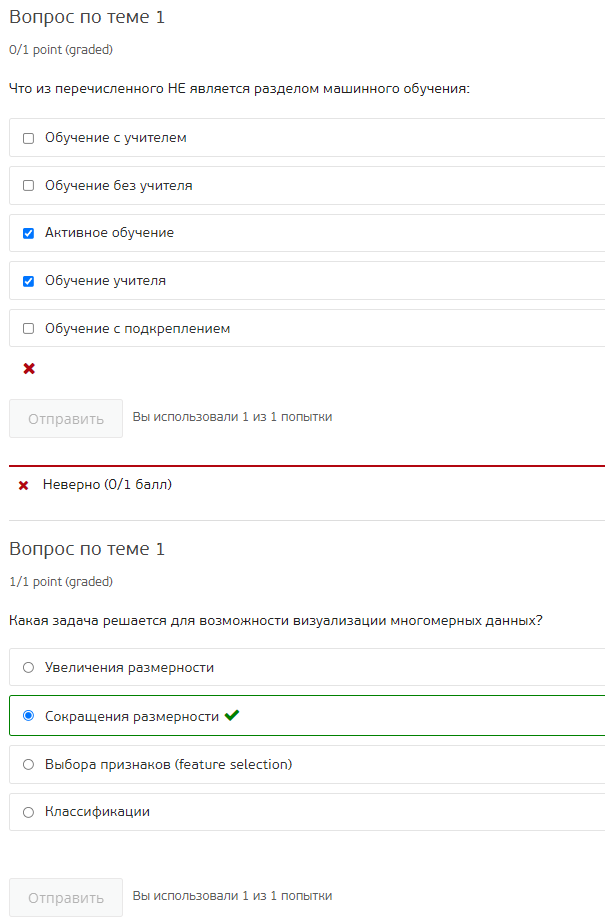 Вопрос по теме 1
0/1 point (graded)
Что из перечисленного НЕ является разделом машинного обучения:
Обучение с учителем
Обучение без учителя
Активное обучение
Обучение учителя
Обучение с подкреплением
Отправить Вы использовали 1 из 1 попытки
Неверно (0/1 балл)
Вопрос по теме 1
1/1 point (graded)
Какая задача решается для возможности визуализации многомерных данных?
Увеличения размерности
Сокращения размерности
Выбора признаков (feature selection)
Классификации
Отправить Вы использовали 1 из 1 попытки